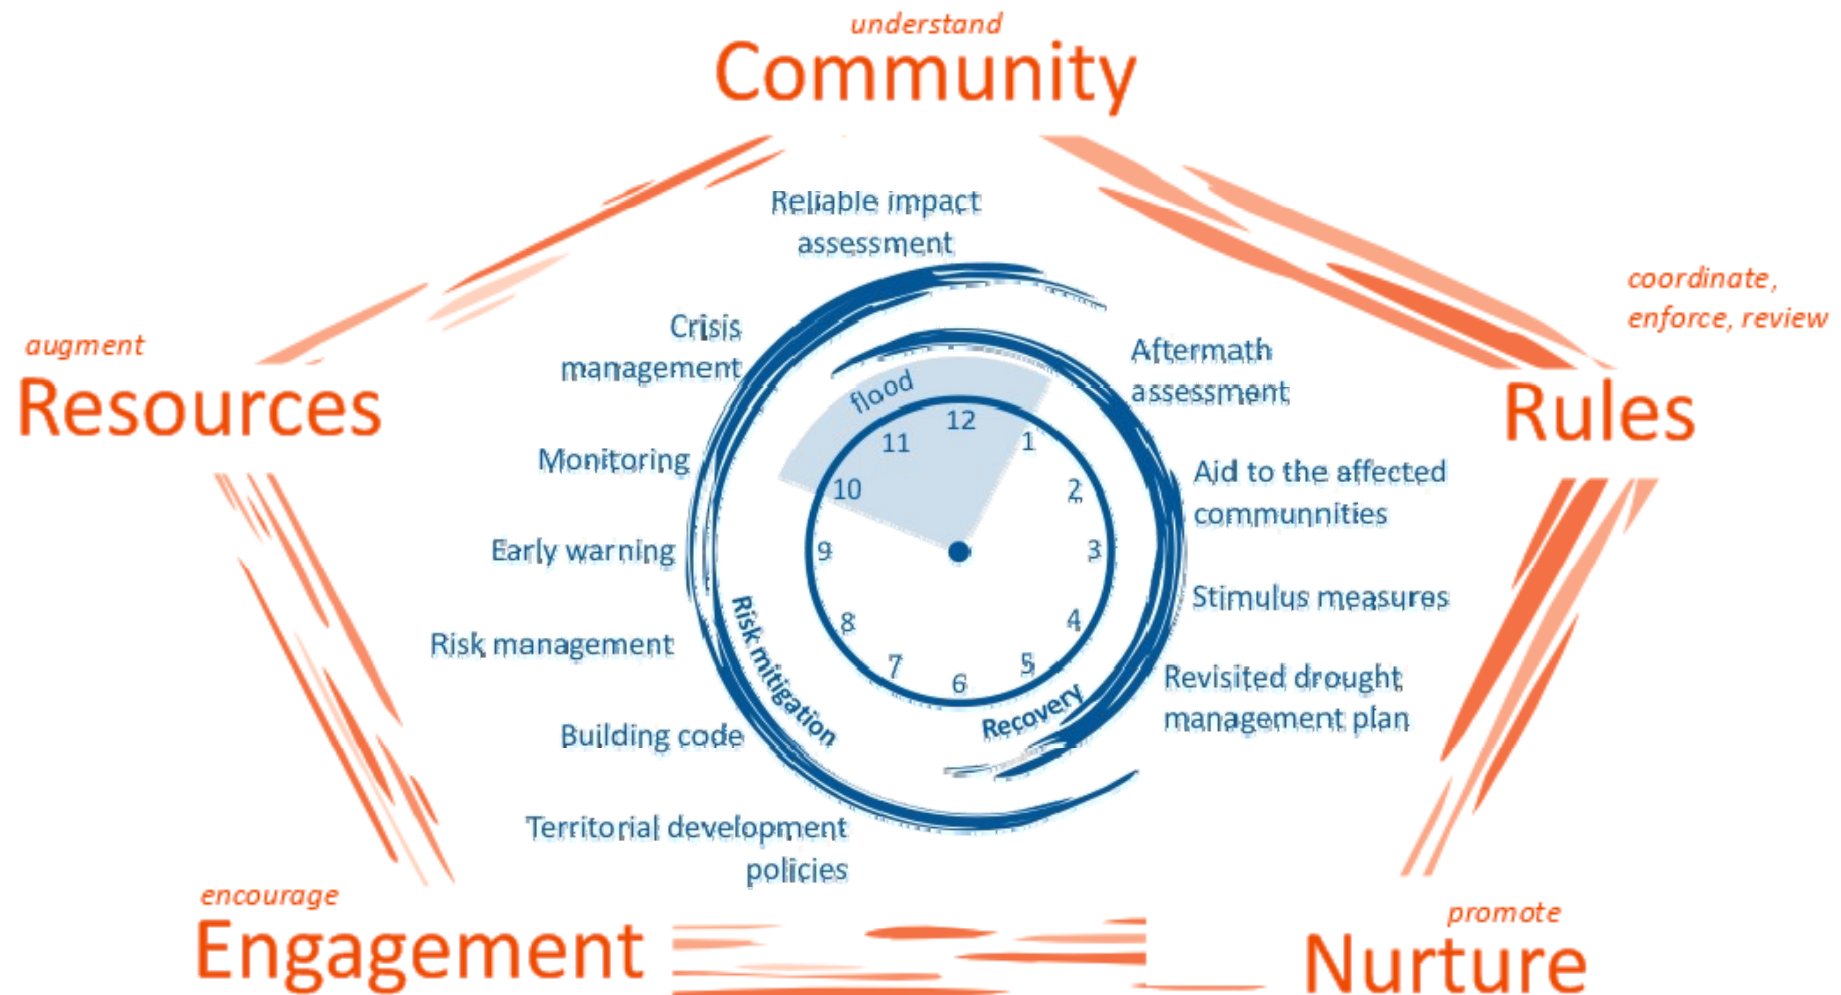 understand
Community
Reliable impact
assessment
coordinate,
enforce, review
Rules
augment
Resources
Crisis
management
Monitoring
Early warning
Risk management
Building code
Territorial development
policies
Aftermath
assessment
Aid to the affected
communnities
Stimulus measures
Revisited drought
management plan
flood
12
1
2
3
4
5
6
7
8
9
10
11
Risk mitigation
Recovery
encourage
Engagement
promote
Nurture